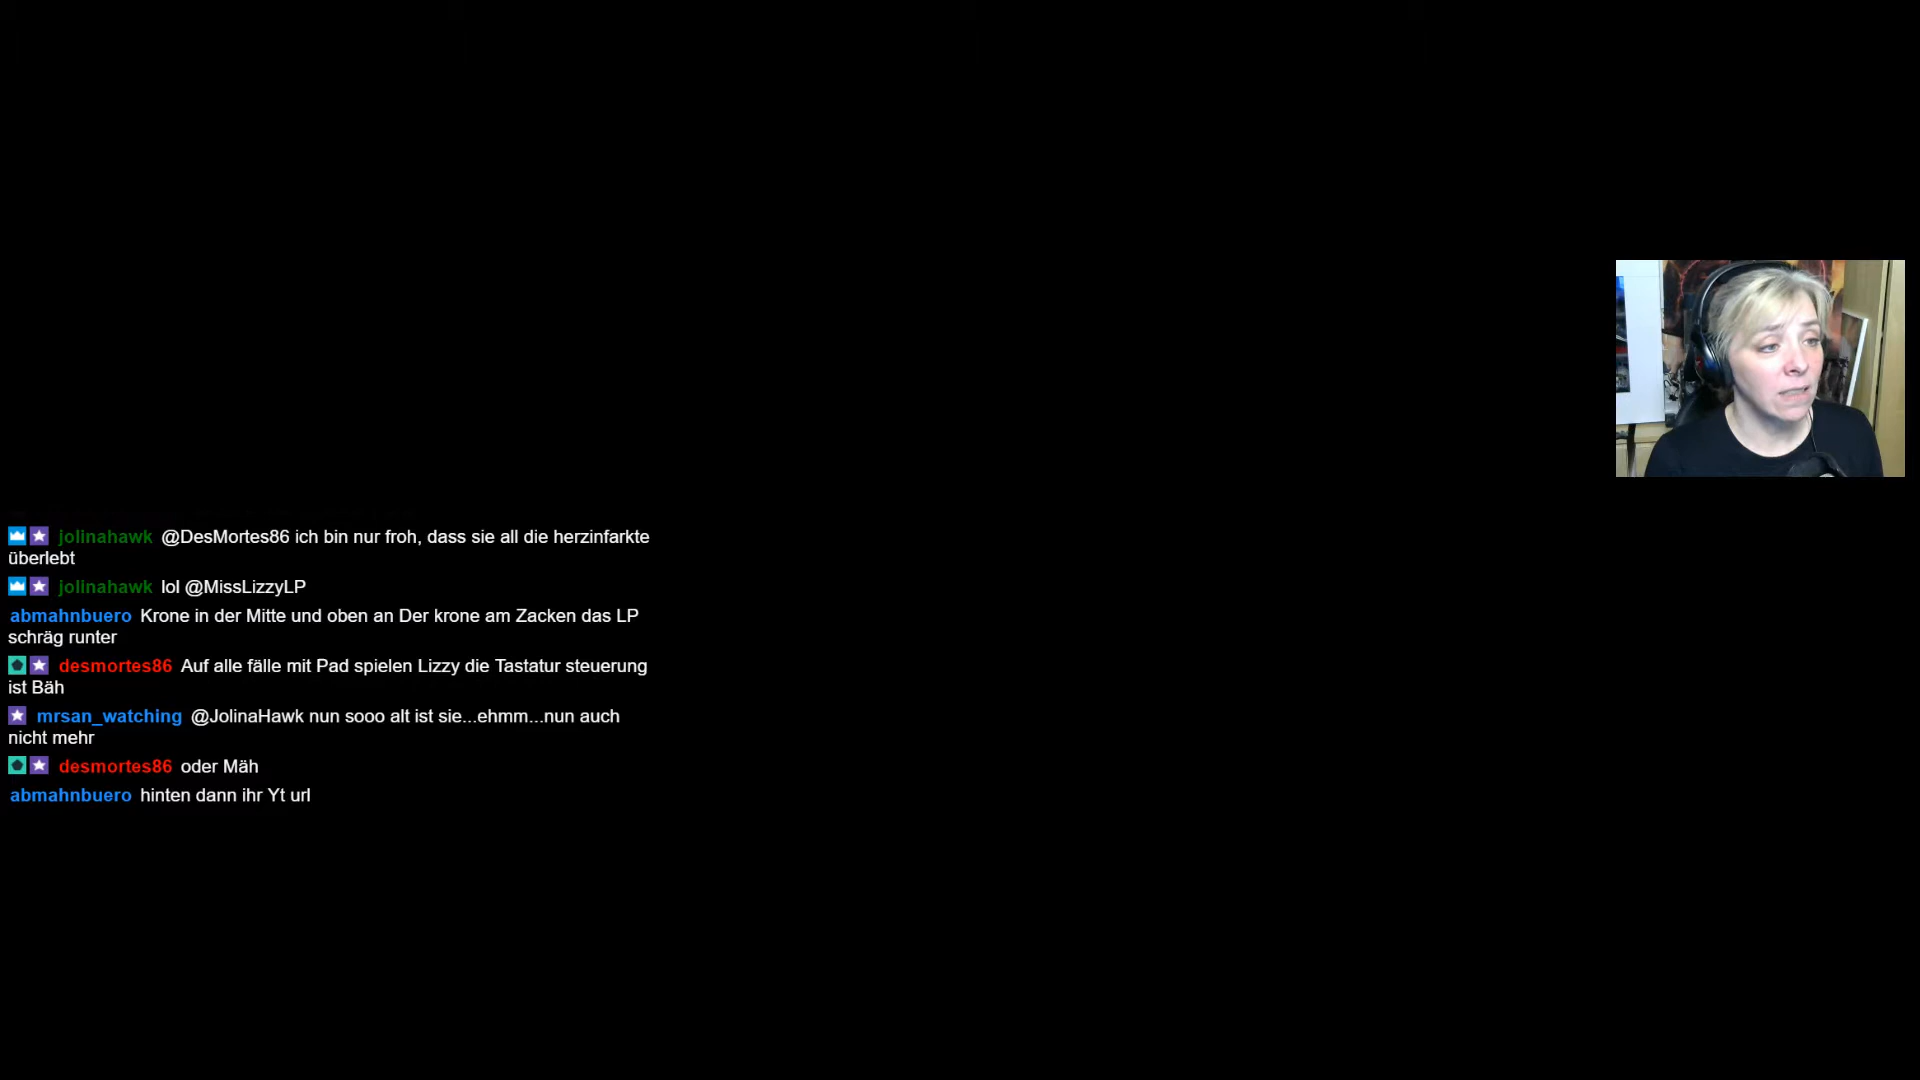 jolinahawk @DesMortes86 ich bin nur froh, dass sie all die herzinfarkte
überlebt
jolinahawk lol @MissLizzyLP
abmahnbuero Krone in der Mitte und oben an Der krone am Zacken das LP
schräg runter
desmortes86 Auf alle fälle mit Pad spielen Lizzy die Tastatur steuerung
ist Bäh
mrsan_watching @JolinaHawk nun sooo alt ist sie...ehmm...nun auch
nicht mehr
desmortes86 oder Mäh
abmahnbuero hinten dann ihr Yt url